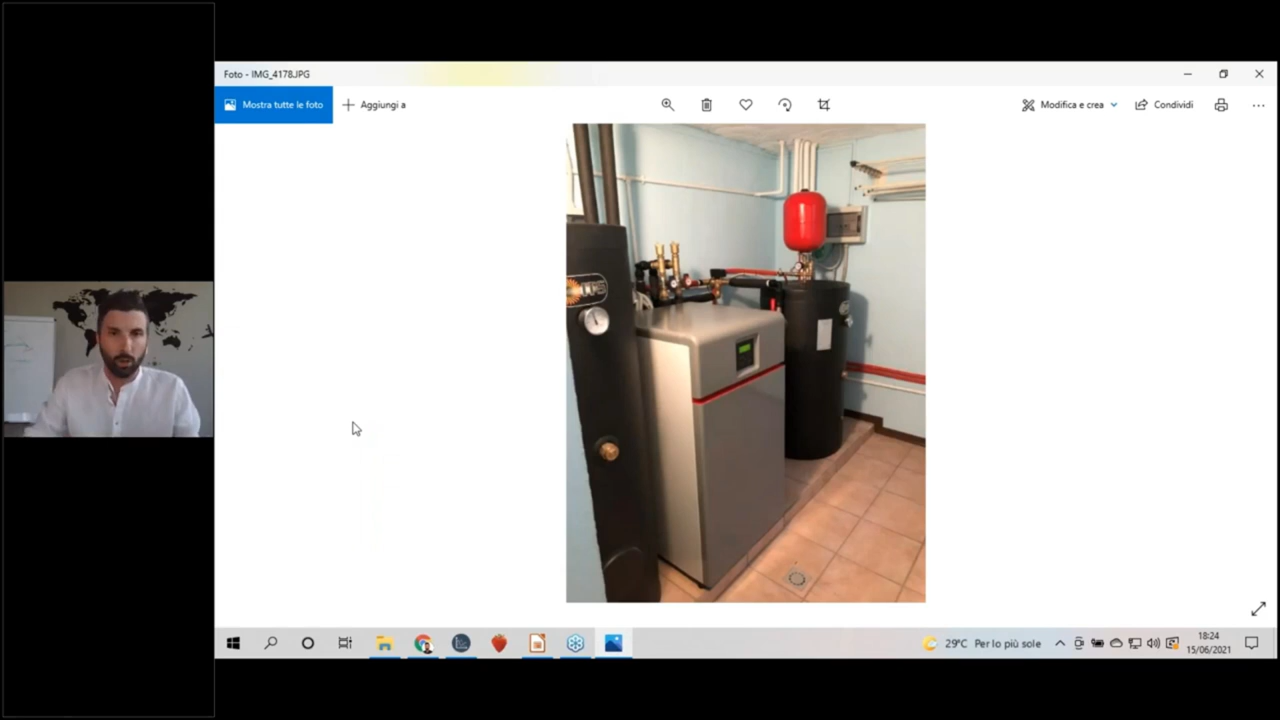 Foto - IMG_4178.JPG
Mostra tutte le foto
Aggiungi a
Modifica e crea
Condividi
29°C Per lo più sole
18:24
15/06/2021